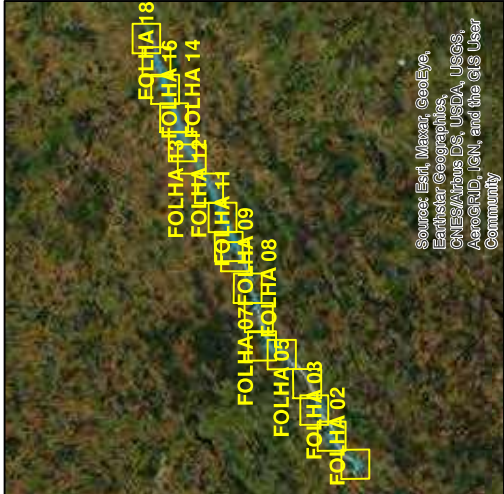 FOLHA 18
FOLHA 16
FOLHA 13
FOLHA 14
FOLHA 12
FOLHA 11
FOLHA 09
FOLHA 07
FOLHA 08
FOLHA 05
FOLHA 03
FOLHA 02
Source: Esri, Maxar, GeoEye,
Earthstar Geographics,
CNES/Airbus DS, USDA, USGS,
AeroGRID, IGN, and the GIS User
Community